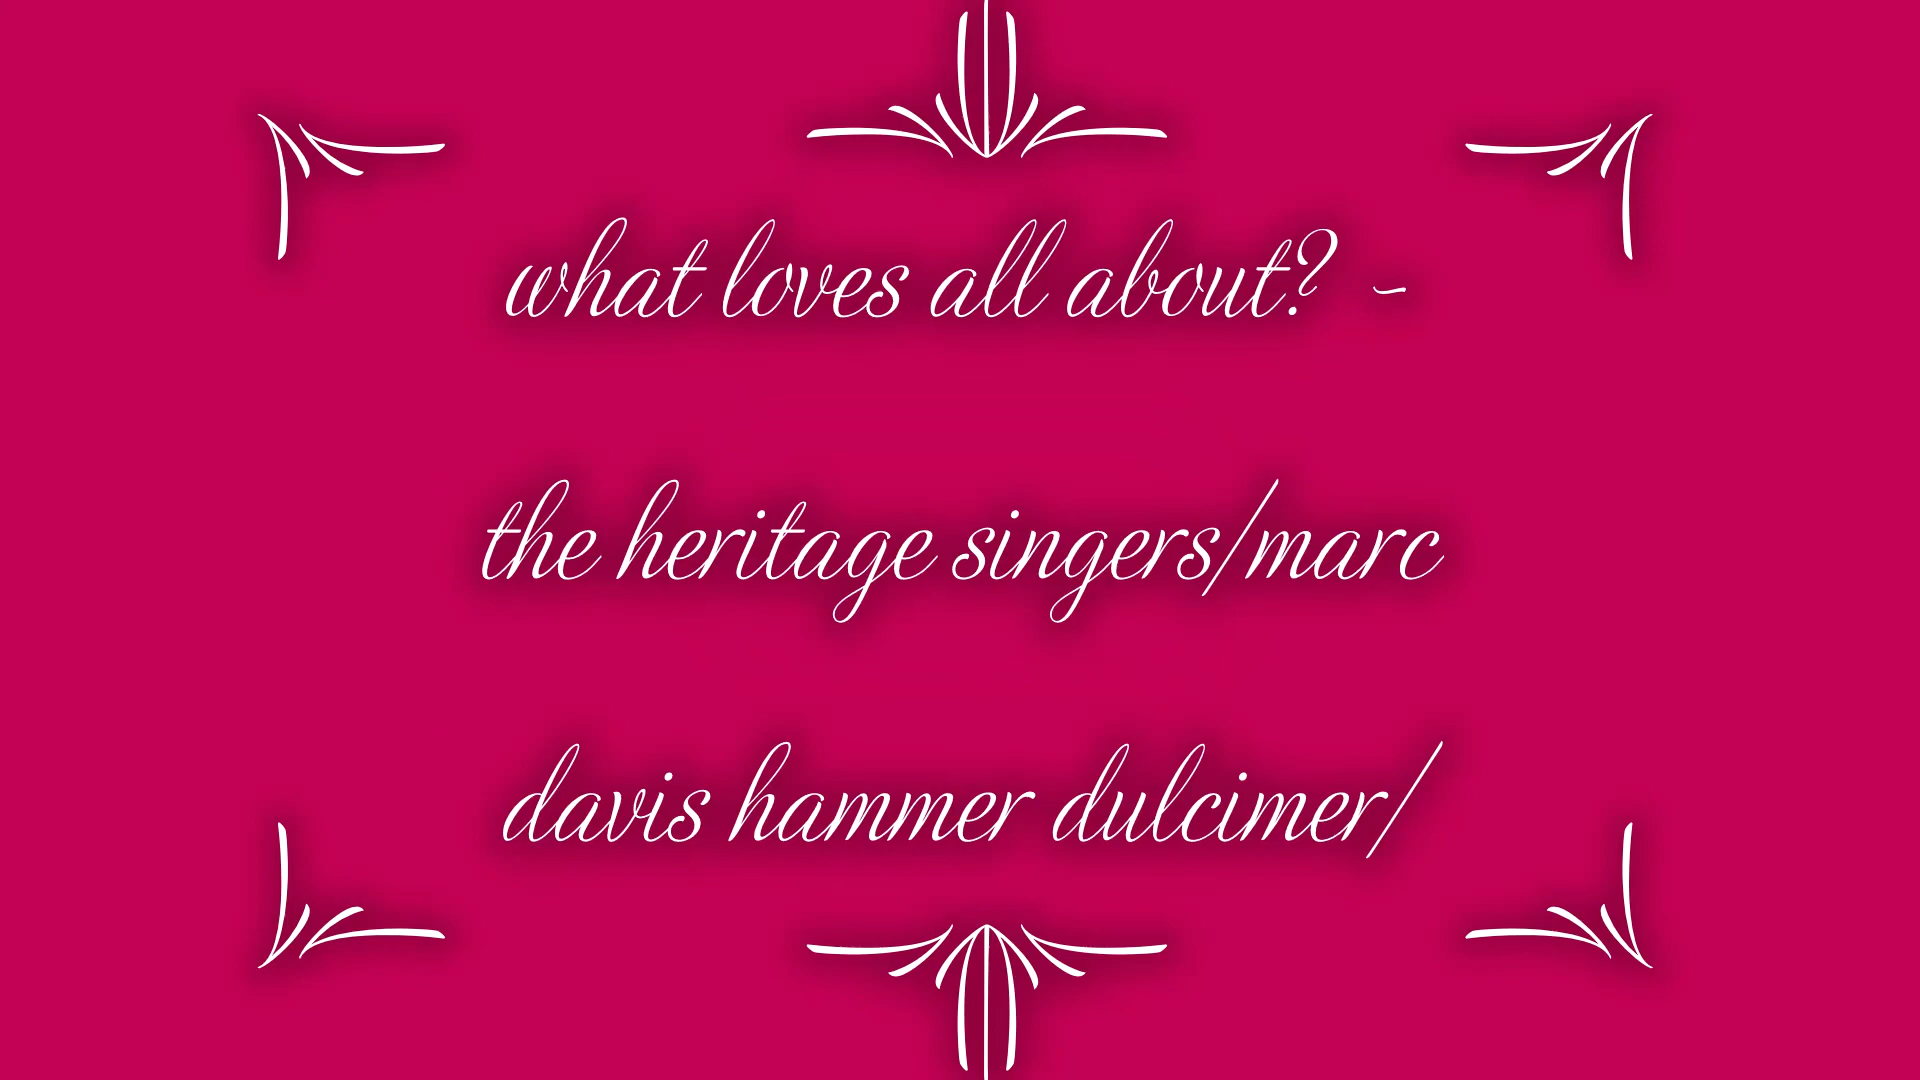 what loves all about? -
the heritage singers/marc
davis hammer dulcimer/